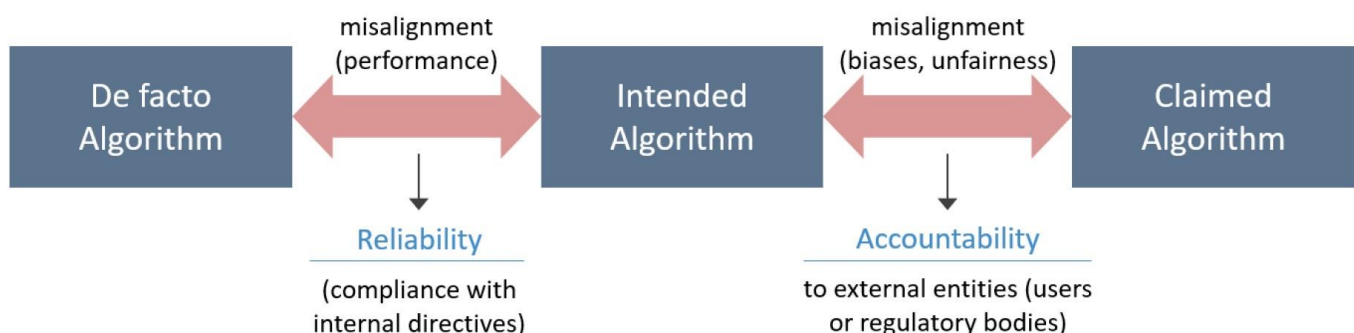 misalignment
(performance)
misalignment
(biases, unfairness)
De facto
Algorithm
Intended
Algorithm
Claimed
Algorithm
Reliability
(compliance with
internal directives)
Accountability
to external entities (users
or regulatory bodies)